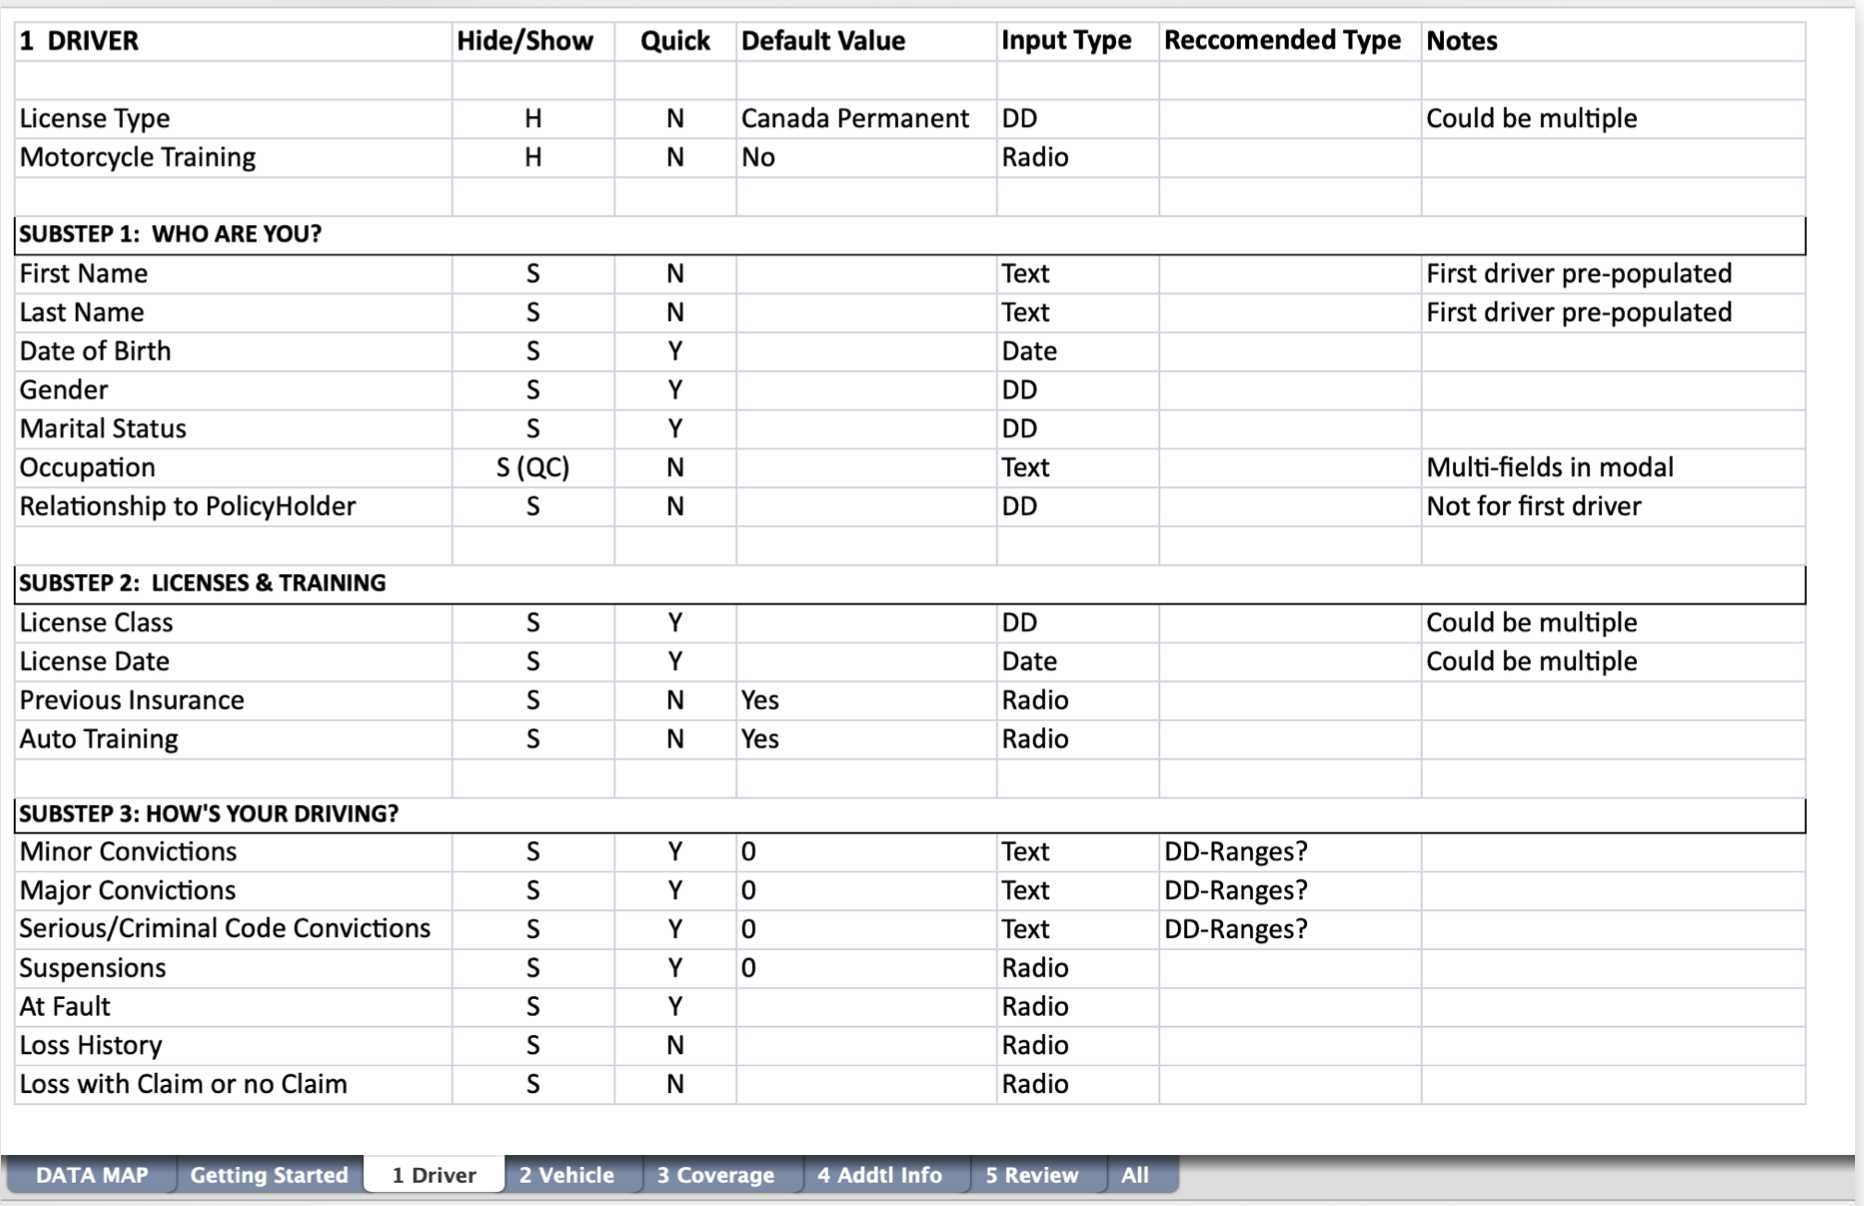 1  DRIVER Hide/Show Quick Default Value Input Type Reccomended Type Notes
License Type H N Canada Permanent DD Could be multiple
Motorcycle Training H N No Radio
SUBSTEP 1:  WHO ARE YOU?
First Name S N Text First driver pre-populated
Last Name S N Text First driver pre-populated
Date of Birth S Y Date
Gender S Y DD
Marital Status S Y DD
Occupation S (QC) N Text Multi-fields in modal
Relationship to PolicyHolder S N DD Not for first driver
SUBSTEP 2:  LICENSES & TRAINING
License Class S Y DD Could be multiple
License Date S Y Date Could be multiple
Previous Insurance S N Yes Radio
Auto Training S N Yes Radio
SUBSTEP 3: HOW'S YOUR DRIVING?
Minor Convictions S Y 0 Text DD-Ranges?
Major Convictions S Y 0 Text DD-Ranges?
Serious/Criminal Code Convictions S Y 0 Text DD-Ranges?
Suspensions S Y 0 Radio
At Fault S Y Radio
Loss History S N Radio
Loss with Claim or no Claim S N Radio
DATA MAP Getting Started 1 Driver 2 Vehicle 3 Coverage 4 Addtl Info 5 Review All